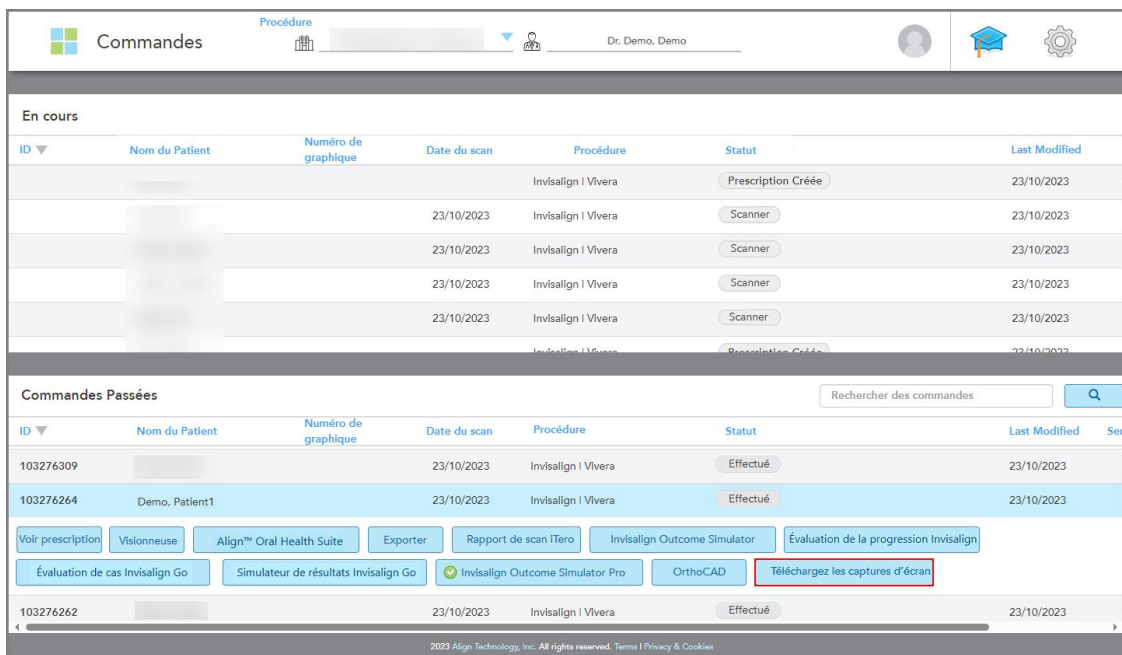 Procédure
Commandes
Dr. Demo, Demo
En cours
ID Nom du Patient Numéro de graphique Date du scan Procédure Statut Last Modified
Invisalign | Vivera Prescription Créée 23/10/2023
23/10/2023 Invisalign | Vivera Scanner 23/10/2023
23/10/2023 Invisalign | Vivera Scanner 23/10/2023
23/10/2023 Invisalign | Vivera Scanner 23/10/2023
23/10/2023 Invisalign | Vivera Scanner 23/10/2023
Invisalign | Vivera Prescription Créée 23/10/2023
Commandes Passées Rechercher des commandes
ID Nom du Patient Numéro de graphique Date du scan Procédure Statut Last Modified
103276309 23/10/2023 Invisalign | Vivera Effectué 23/10/2023
103276264 Demo, Patient1 23/10/2023 Invisalign | Vivera Effectué 23/10/2023
Voir prescription Visionneuse Align™ Oral Health Suite Exporter Rapport de scan iTero Invisalign Outcome Simulator Évaluation de la progression Invisalign
Évaluation de cas Invisalign Go Simulateur de résultats Invisalign Go Invisalign Outcome Simulator Pro OrthoCAD Téléchargez les captures d'écran
103276262 23/10/2023 Invisalign | Vivera Effectué 23/10/2023
2023 Align Technology, Inc. All rights reserved. Terms | Privacy & Cookies